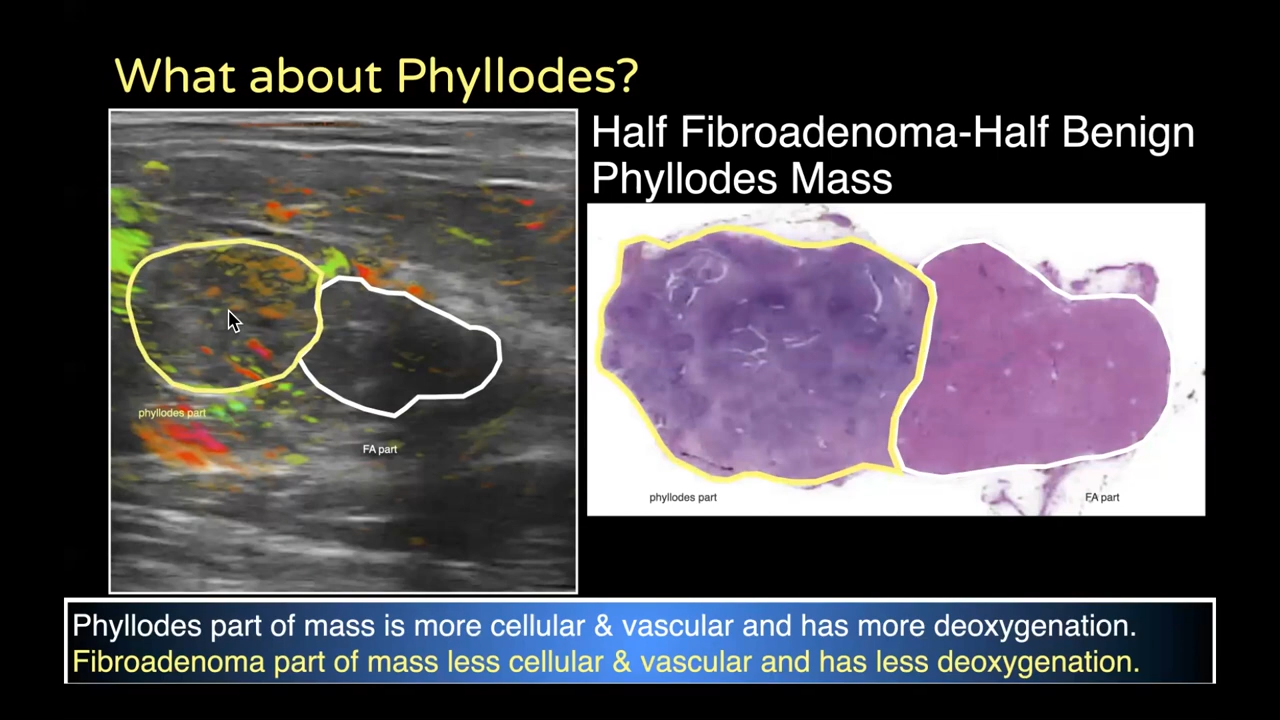 What about Phyllodes?
Half Fibroadenoma-Half Benign
Phyllodes Mass
phyllodes part
FA part
phyllodes part
FA part
Phyllodes part of mass is more cellular & vascular and has more deoxygenation.
Fibroadenoma part of mass less cellular & vascular and has less deoxygenation.